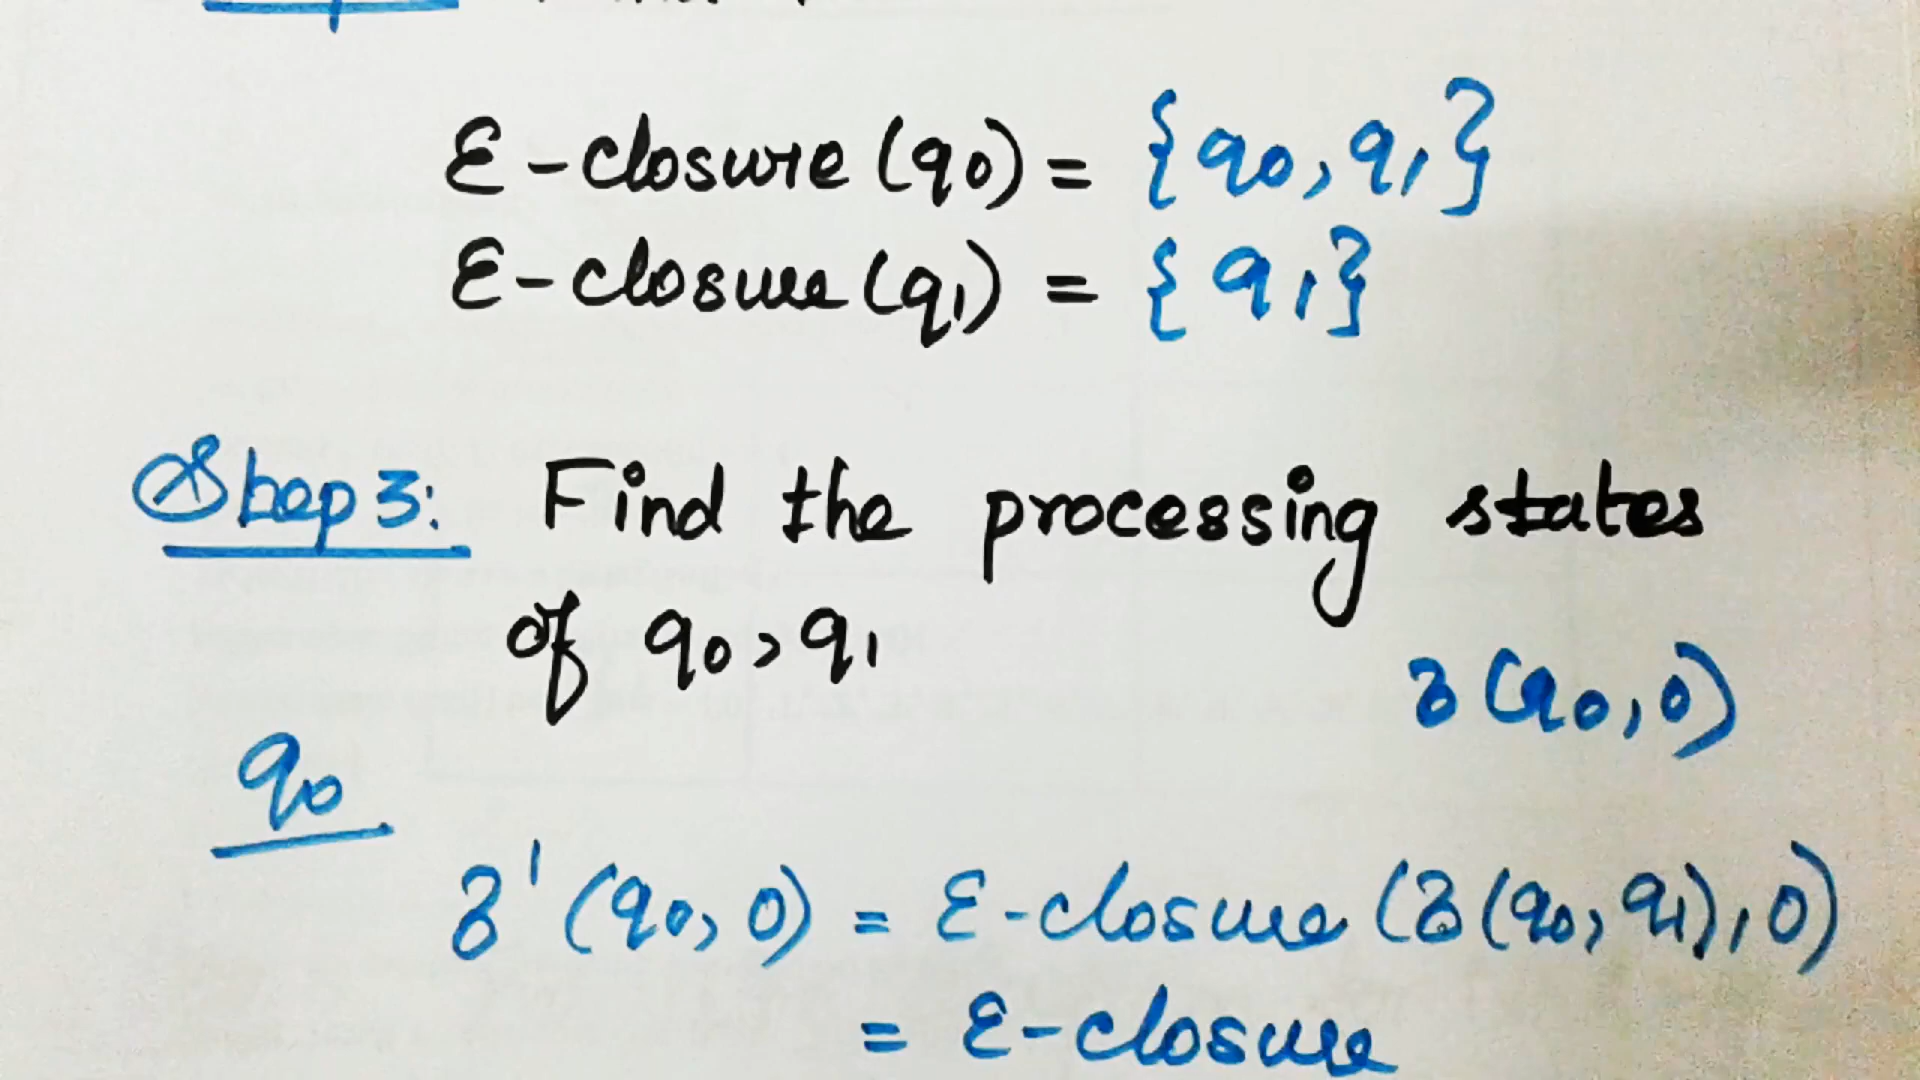 ε-closure (q0) = {q0, q1}
ε-closure (q1) = {q1}
Step 3: Find the processing states
of q0, q1
δ(q0,0)
q0
δ'(q0, 0) = ε-closure (δ(q0, q1), 0)
= ε-closure